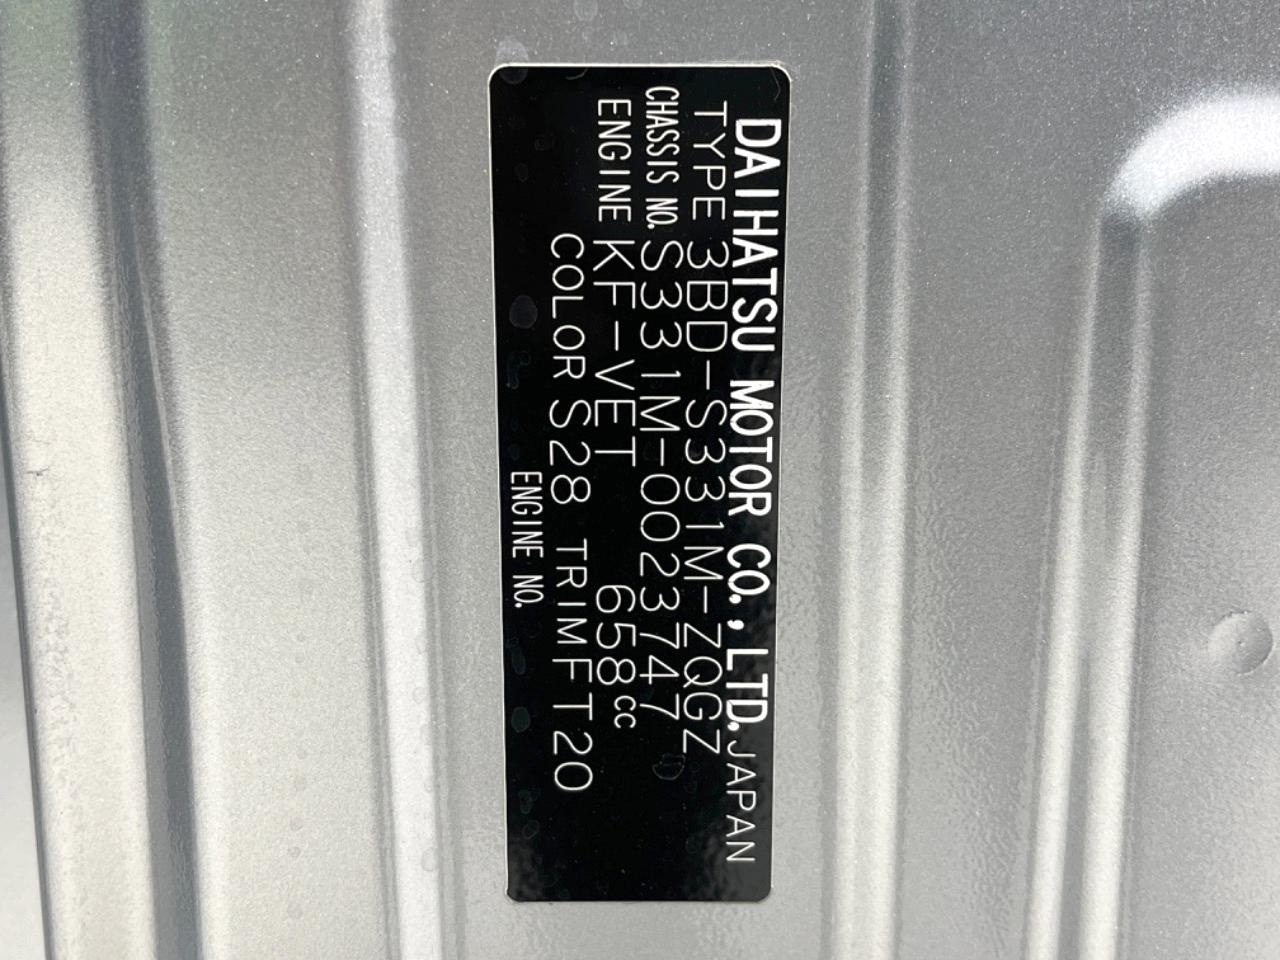 DAIHATSU MOTOR CO., LTD. JAPAN
TYPE 3BD-S331M-ZQGZ
CHASSIS NO. S331M-0023747
ENGINE KF-VET 658cc
COLOR S28 TRIM FT20
ENGINE NO.